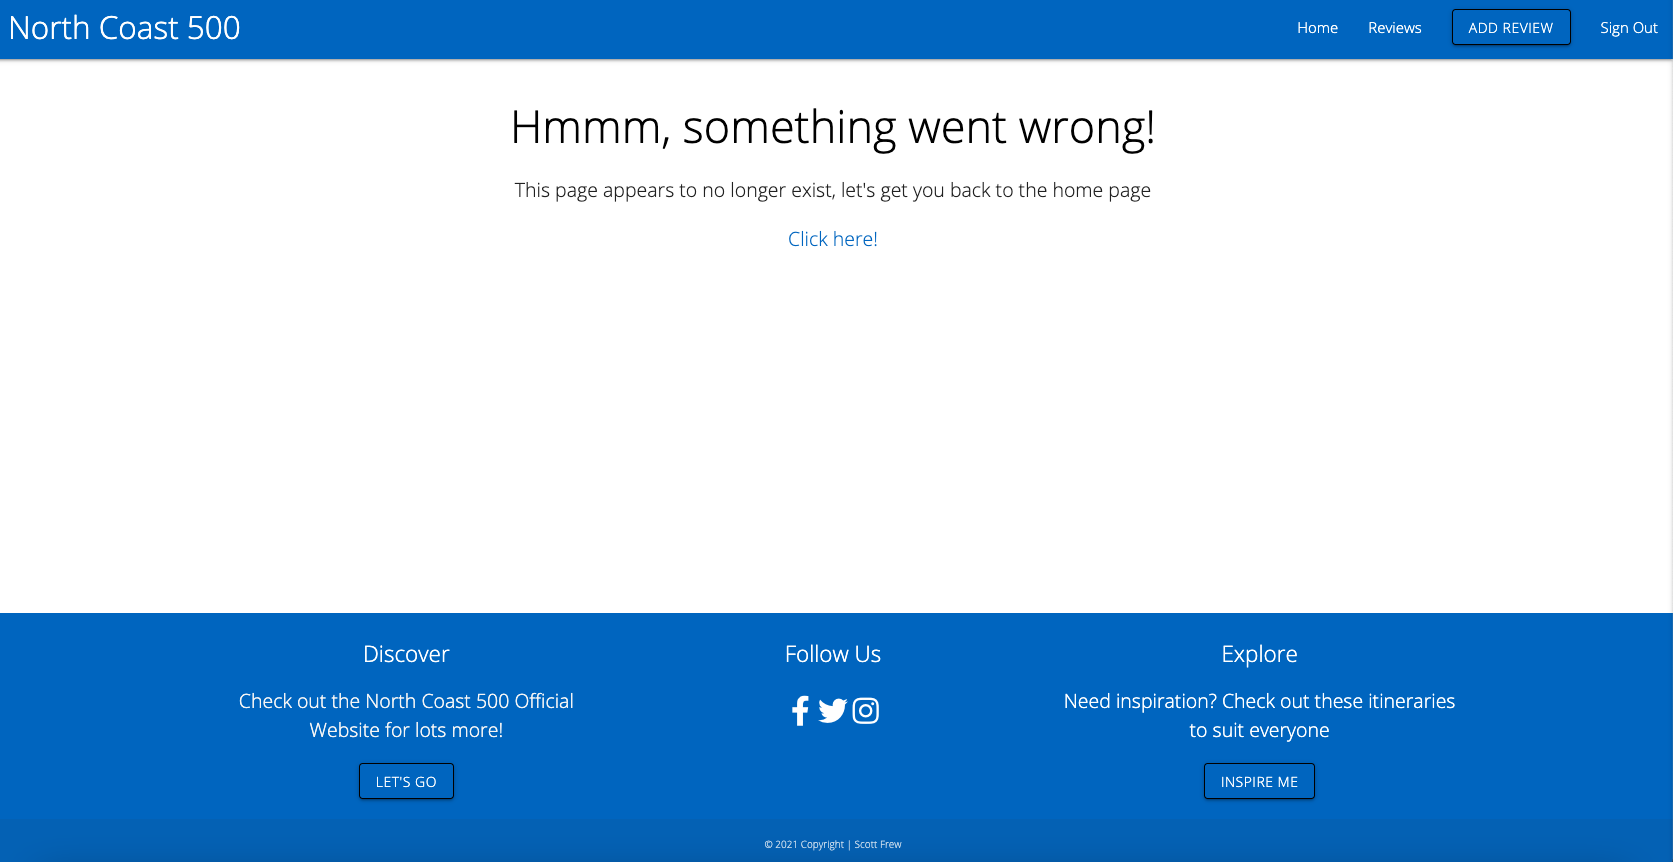 North Coast 500
Home
Reviews
ADD REVIEW
Sign Out
Hmmm, something went wrong!
This page appears to no longer exist, let's get you back to the home page
Click here!
Discover
Check out the North Coast 500 Official
Website for lots more!
LET'S GO
Follow Us
Explore
Need inspiration? Check out these itineraries
to suit everyone
INSPIRE ME
© 2021 Copyright | Scott Frew